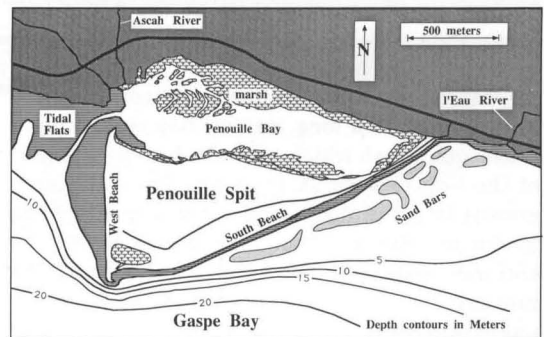 Ascah River
500 meters
N
marsh
l'Eau River
Tidal
Flats
Penouille Bay
West Beach
Penouille Spit
South Beach
Sand Bars
10
5
10
15
20
20
Gaspe Bay
Depth contours in Meters